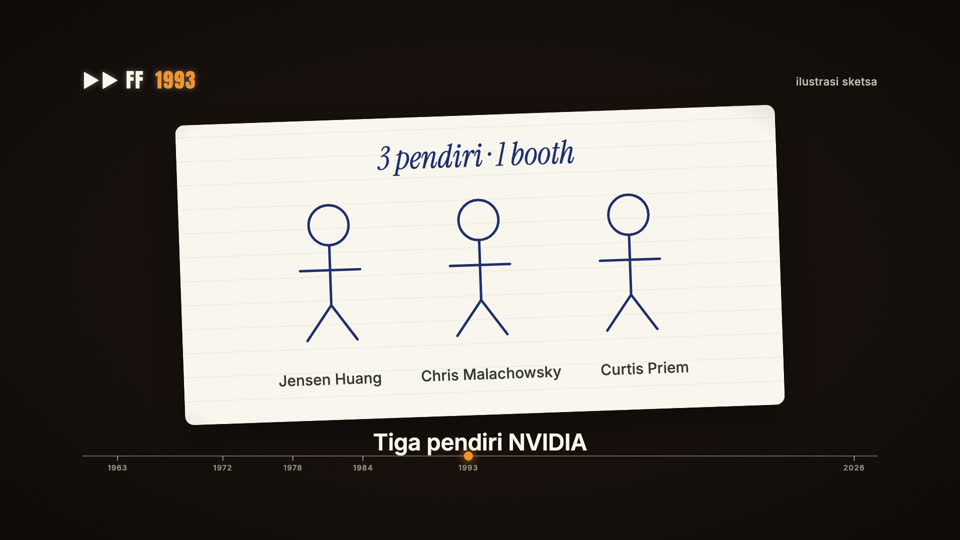 FF 1993
ilustrasi sketsa
3 pendiri · 1 booth
Jensen Huang
Chris Malachowsky
Curtis Priem
Tiga pendiri NVIDIA
1963
1972
1978
1984
1993
2026